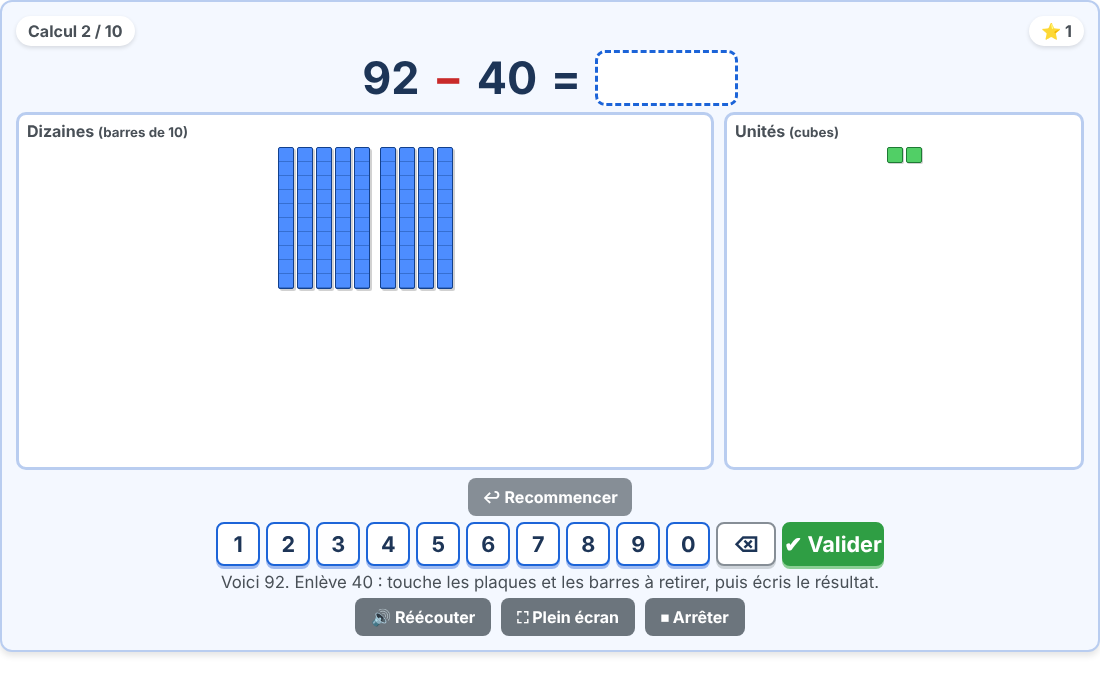 Calcul 2 / 10
⭐ 1
92 − 40 =
Dizaines (barres de 10)
Unités (cubes)
↩ Recommencer
1 2 3 4 5 6 7 8 9 0 ⌫ ✔ Valider
Voici 92. Enlève 40 : touche les plaques et les barres à retirer, puis écris le résultat.
🔊 Réécouter ⛶ Plein écran ■ Arrêter